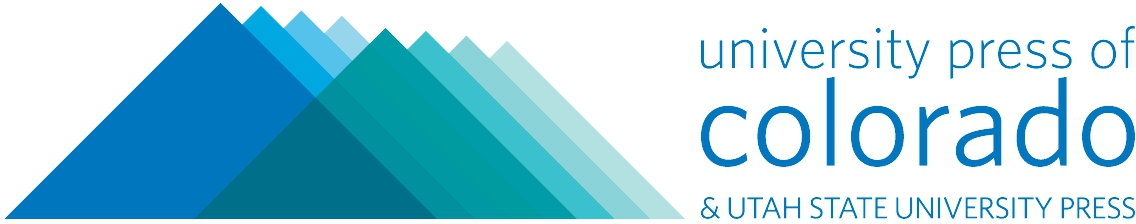 university press of
colorado
& UTAH STATE UNIVERSITY PRESS